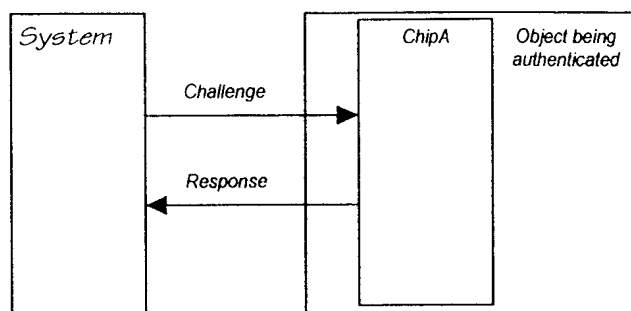 System
ChipA
Object being
authenticated
Challenge
Response